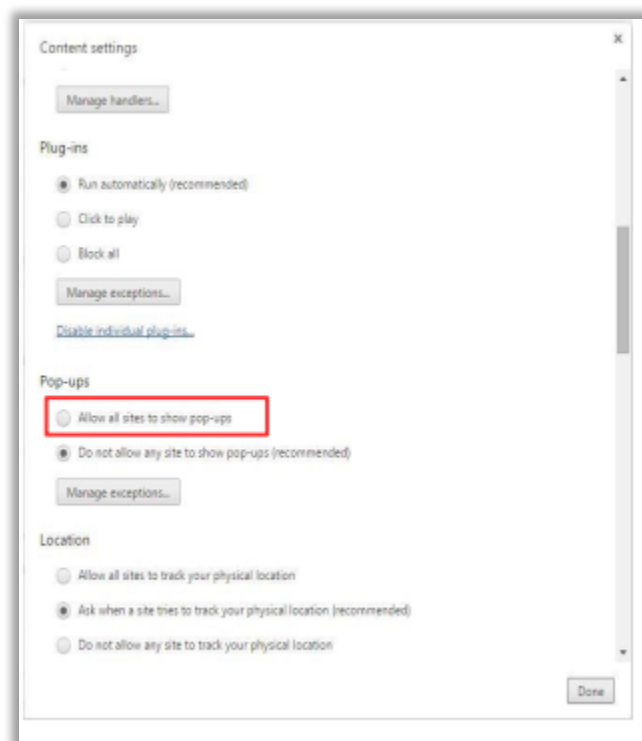 Content settings
Manage handlers...
Plug-ins
Run automatically (recommended)
Click to play
Block all
Manage exceptions...
Disable individual plug-ins...
Pop-ups
Allow all sites to show pop-ups
Do not allow any site to show pop-ups (recommended)
Manage exceptions...
Location
Allow all sites to track your physical location
Ask when a site tries to track your physical location (recommended)
Do not allow any site to track your physical location
Done